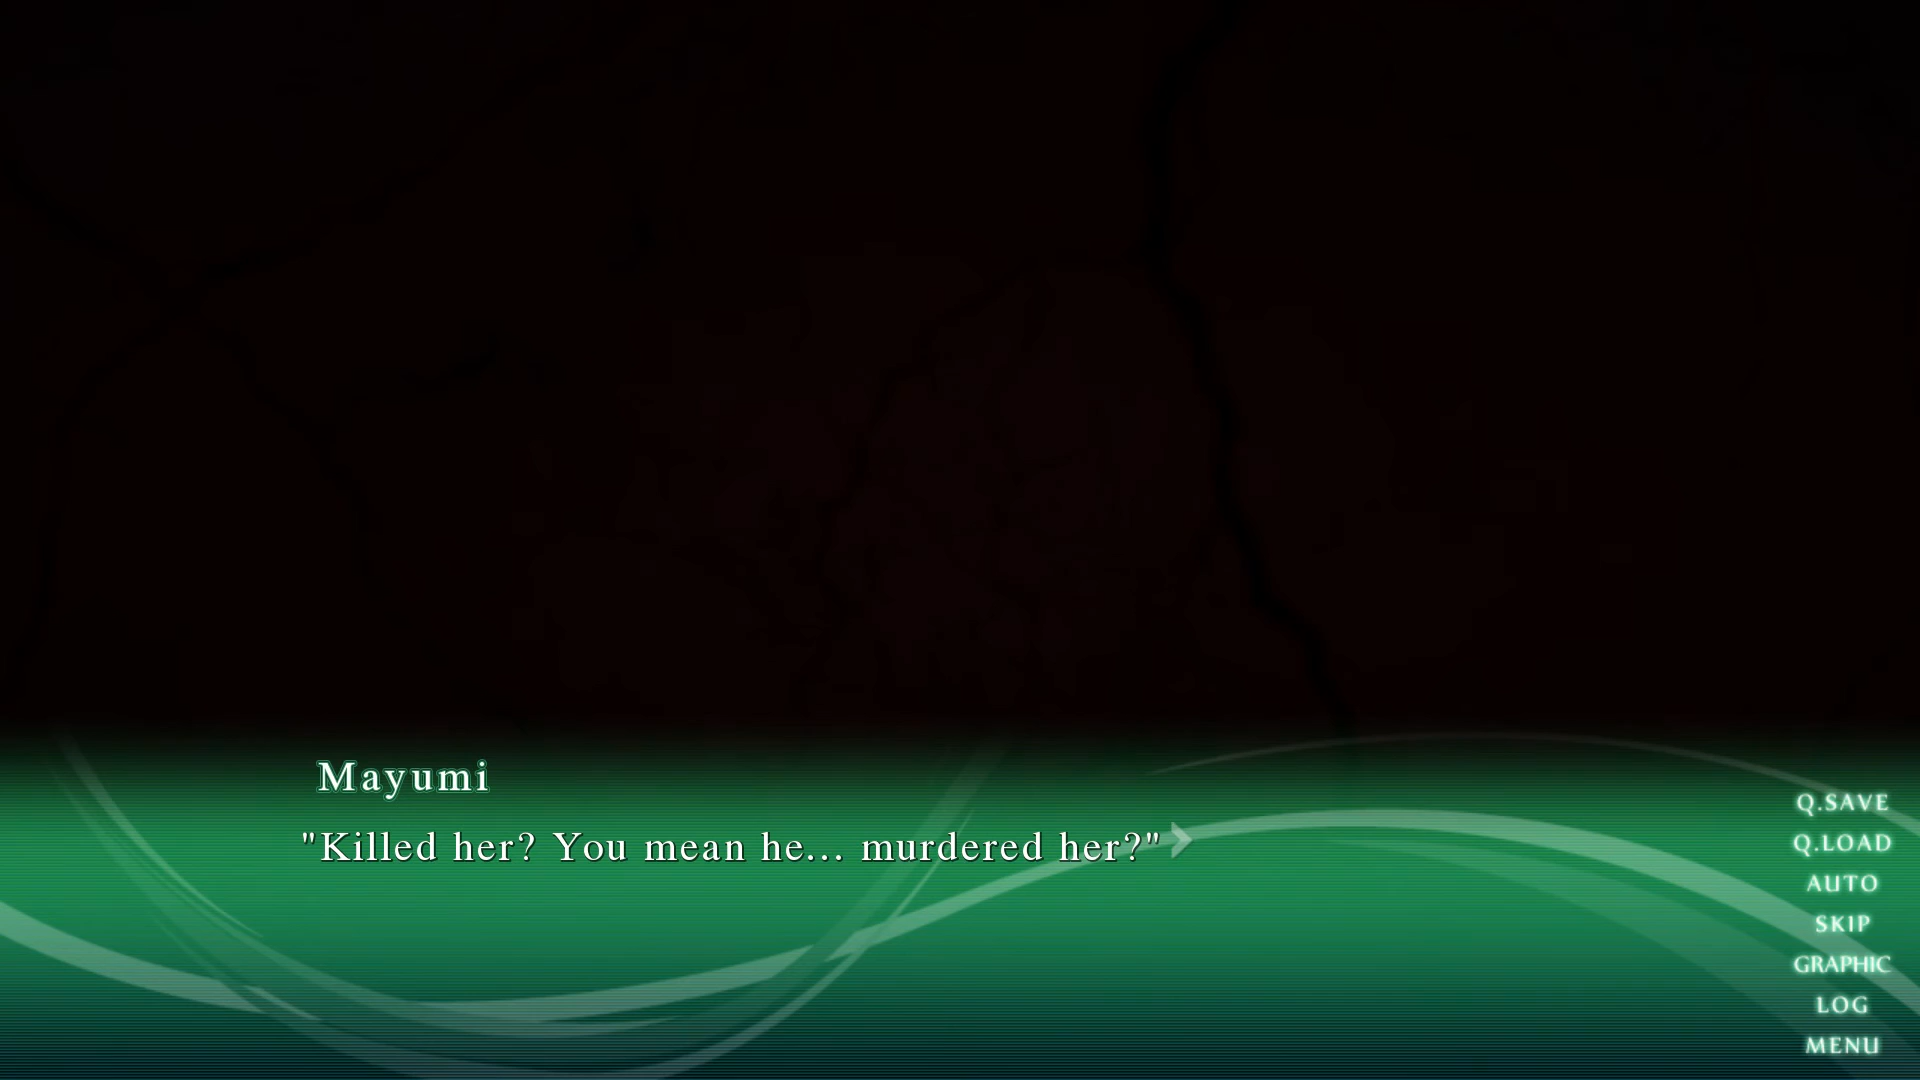 Mayumi
"Killed her? You mean he... murdered her?"
Q.SAVE
Q.LOAD
AUTO
SKIP
GRAPHIC
LOG
MENU